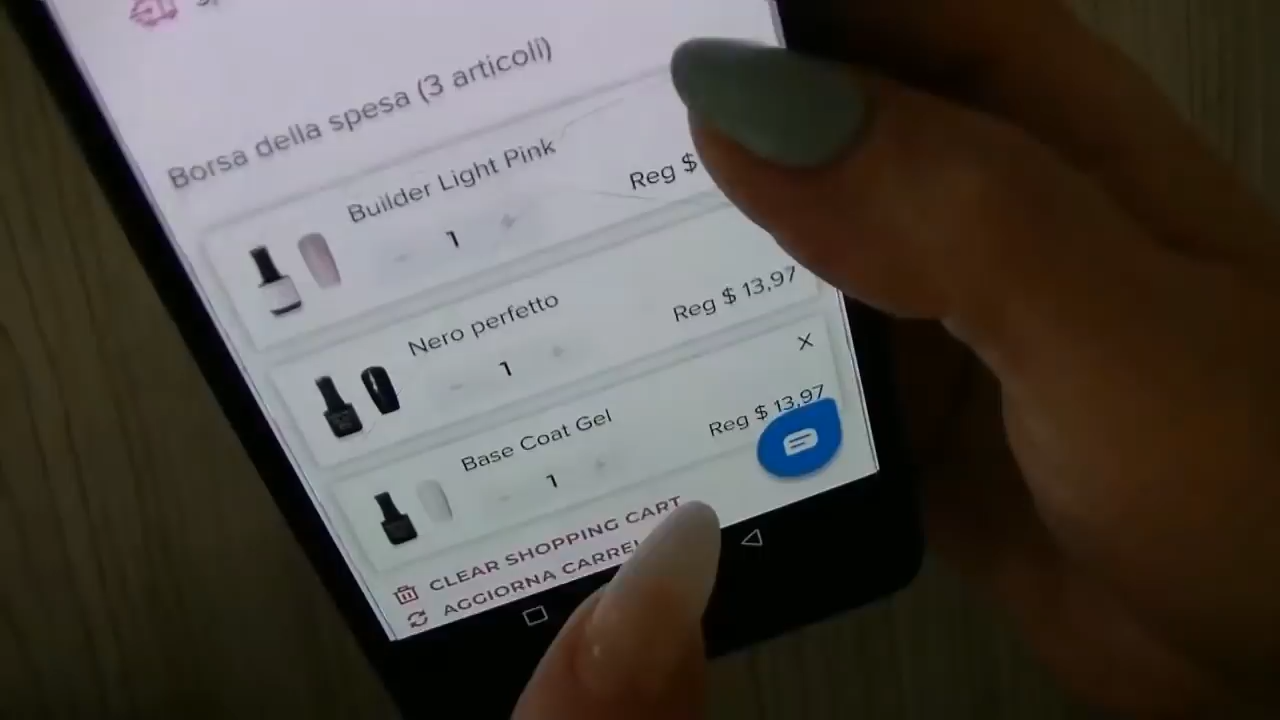 Borsa della spesa (3 articoli)
Builder Light Pink
Reg $
1
Nero perfetto
Reg $ 13,97
1
Base Coat Gel
Reg $ 13,97
1
CLEAR SHOPPING CART
AGGIORNA